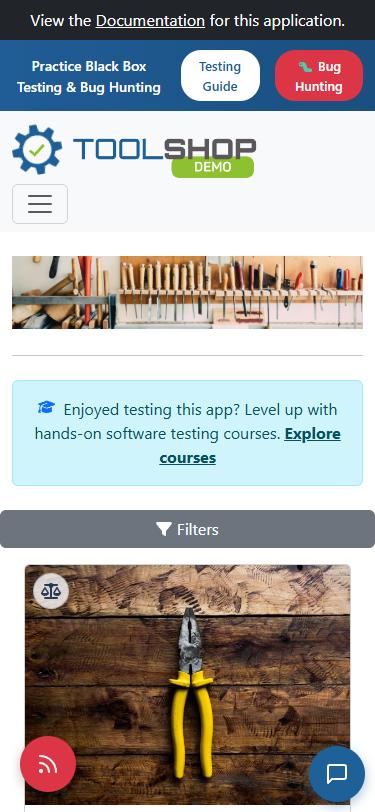 View the Documentation for this application.
Practice Black Box
Testing & Bug Hunting
Testing
Guide
Bug
Hunting
TOOLSHOP
DEMO
Enjoyed testing this app? Level up with
hands-on software testing courses. Explore
courses
Filters